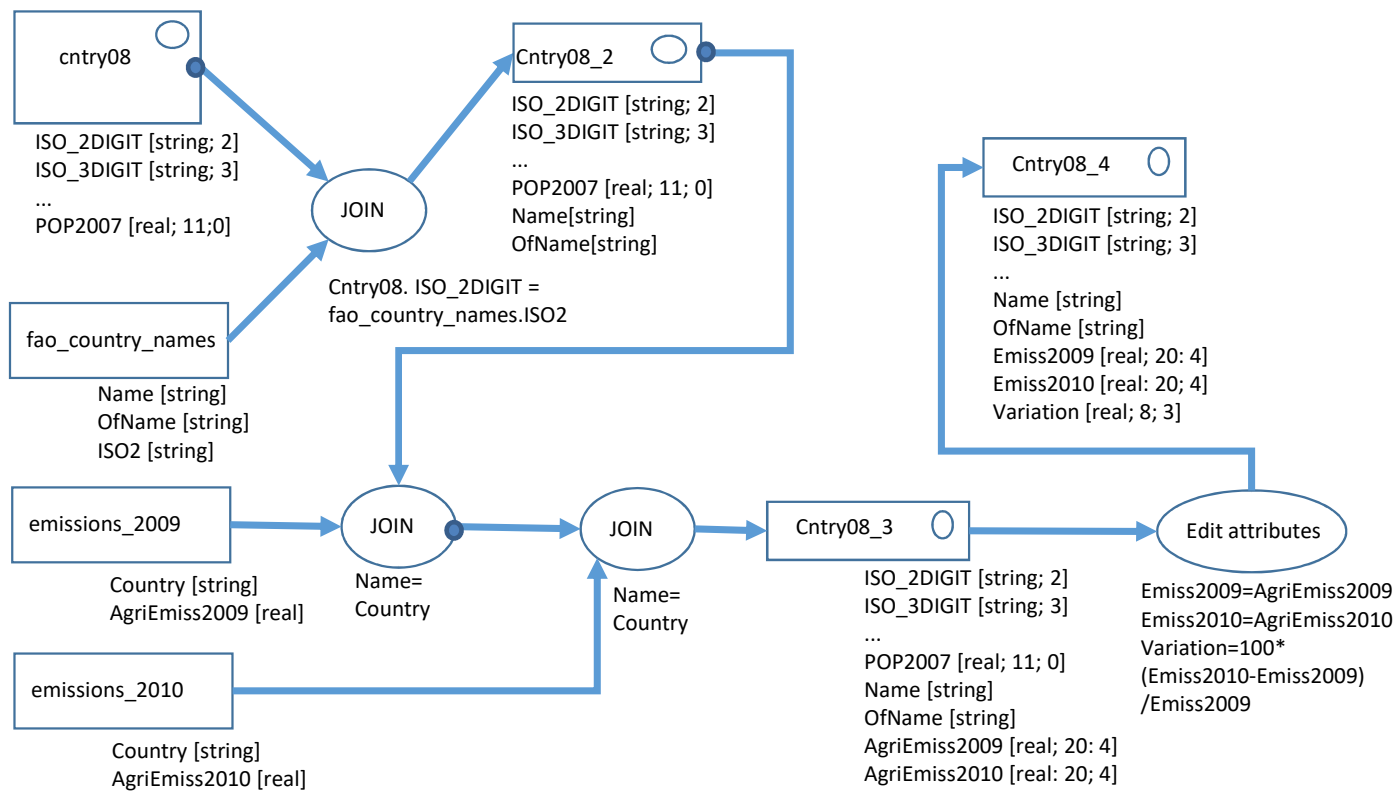 cntry08
ISO_2DIGIT [string; 2]
ISO_3DIGIT [string; 3]
...
POP2007 [real; 11;0]
JOIN
Cntry08. ISO_2DIGIT =
fao_country_names.ISO2
Cntry08_2
ISO_2DIGIT [string; 2]
ISO_3DIGIT [string; 3]
...
POP2007 [real; 11; 0]
Name[string]
OfName[string]
fao_country_names
Name [string]
OfName [string]
ISO2 [string]
emissions_2009
Country [string]
AgriEmiss2009 [real]
JOIN
Name=
Country
emissions_2010
Country [string]
AgriEmiss2010 [real]
JOIN
Name=
Country
Cntry08_3
ISO_2DIGIT [string; 2]
ISO_3DIGIT [string; 3]
...
POP2007 [real; 11; 0]
Name [string]
OfName [string]
AgriEmiss2009 [real; 20: 4]
AgriEmiss2010 [real: 20; 4]
Edit attributes
Emiss2009=AgriEmiss2009
Emiss2010=AgriEmiss2010
Variation=100*
(Emiss2010-Emiss2009)
/Emiss2009
Cntry08_4
ISO_2DIGIT [string; 2]
ISO_3DIGIT [string; 3]
...
Name [string]
OfName [string]
Emiss2009 [real; 20: 4]
Emiss2010 [real: 20; 4]
Variation [real; 8; 3]